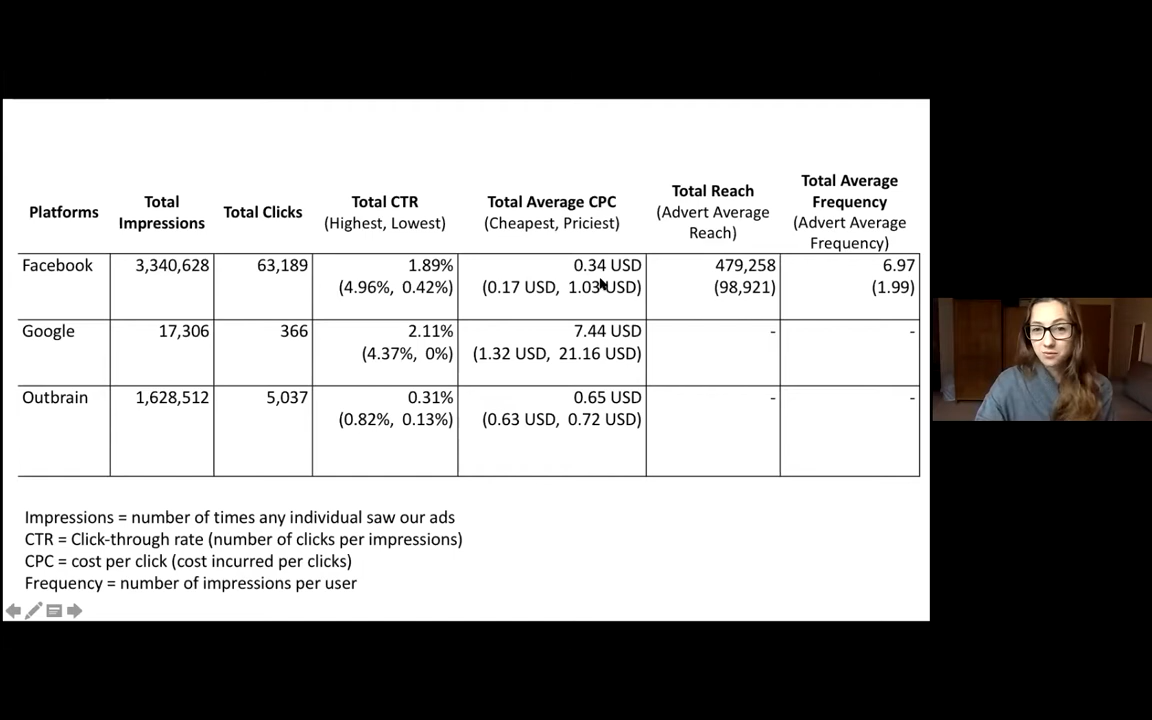 Platforms Total Impressions Total Clicks Total CTR (Highest, Lowest) Total Average CPC (Cheapest, Priciest) Total Reach (Advert Average Reach) Total Average Frequency (Advert Average Frequency)
Facebook 3,340,628 63,189 1.89% 0.34 USD 479,258 6.97
(4.96%, 0.42%) (0.17 USD, 1.03 USD) (98,921) (1.99)
Google 17,306 366 2.11% 7.44 USD - -
(4.37%, 0%) (1.32 USD, 21.16 USD)
Outbrain 1,628,512 5,037 0.31% 0.65 USD - -
(0.82%, 0.13%) (0.63 USD, 0.72 USD)
Impressions = number of times any individual saw our ads
CTR = Click-through rate (number of clicks per impressions)
CPC = cost per click (cost incurred per clicks)
Frequency = number of impressions per user